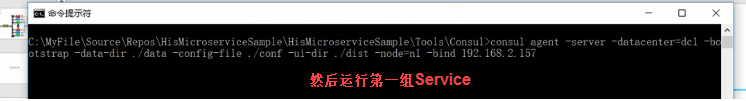 命令提示符
C:\MyFile\Source\Repos\HisMicroserviceSample\HisMicroserviceSample\Tools\Consul>consul agent -server -datacenter=dc1 -bo
otstrap -data-dir ./data -config-file ./conf -ui-dir ./dist -node=n1 -bind 192.168.2.157
然后运行第一组Service